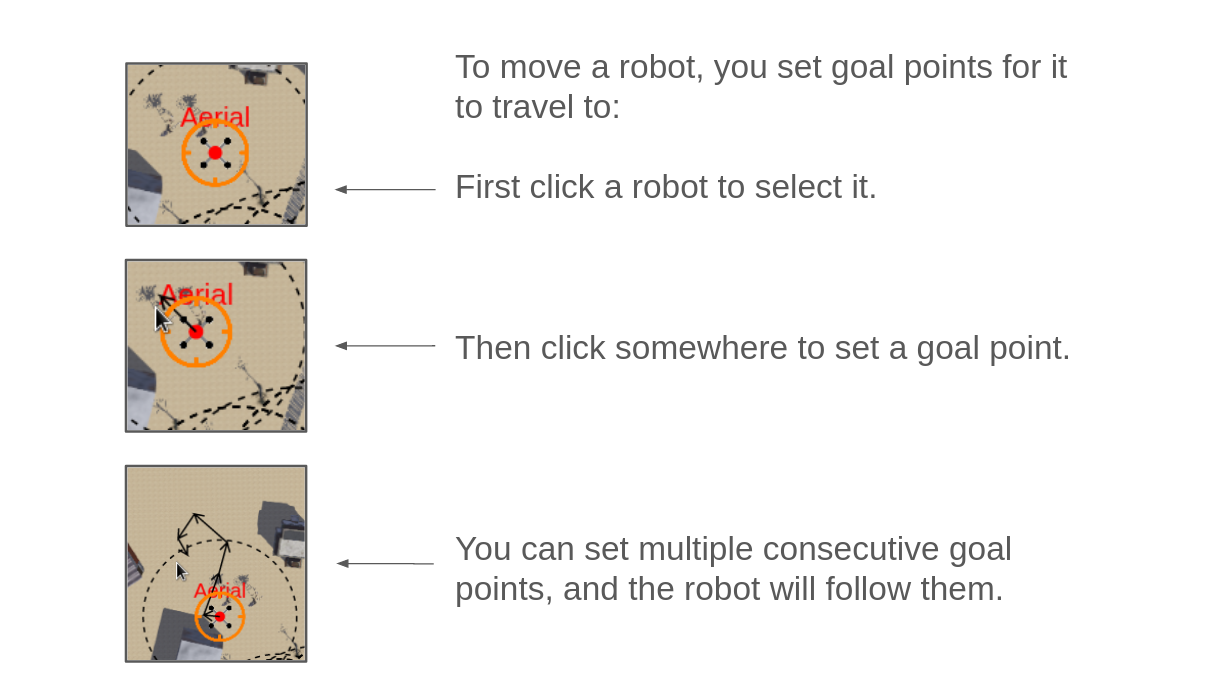 To move a robot, you set goal points for it
to travel to:
Aerial
First click a robot to select it.
Aerial
Then click somewhere to set a goal point.
You can set multiple consecutive goal
points, and the robot will follow them.
Aerial